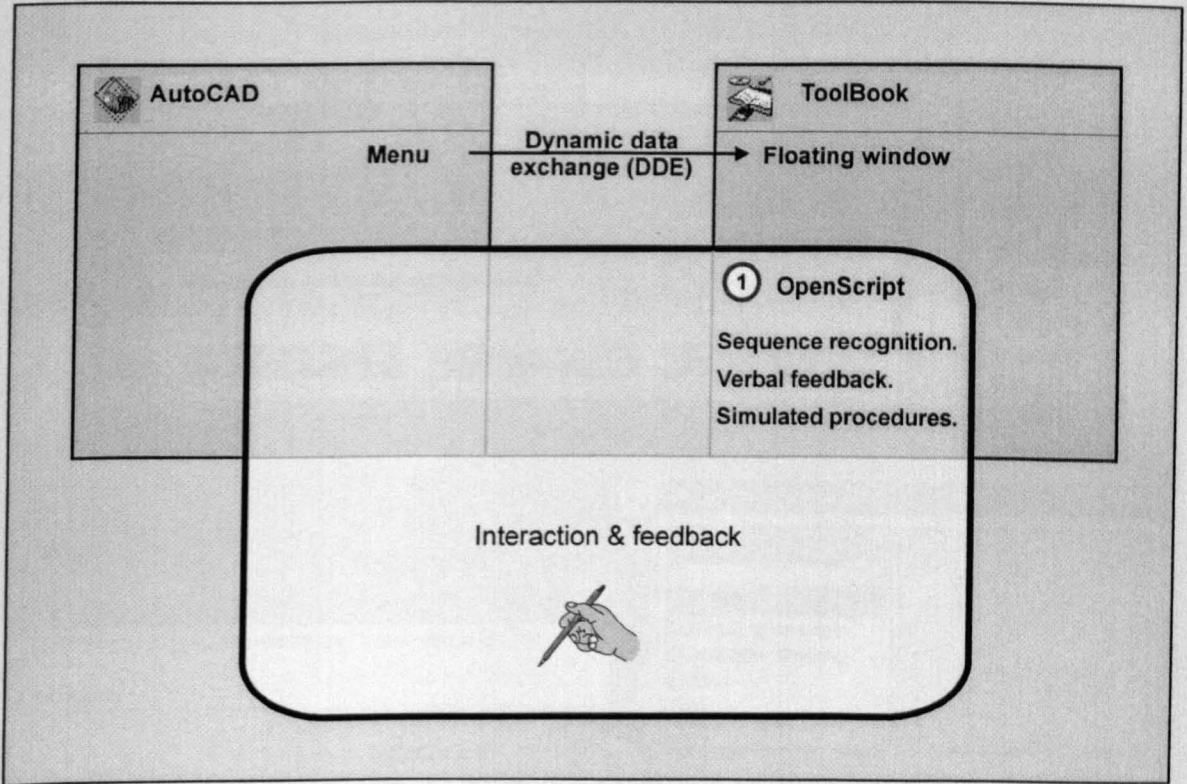 AutoCAD
ToolBook
Menu
Dynamic data
exchange (DDE)
Floating window
1 OpenScript
Sequence recognition.
Verbal feedback.
Simulated procedures.
Interaction & feedback